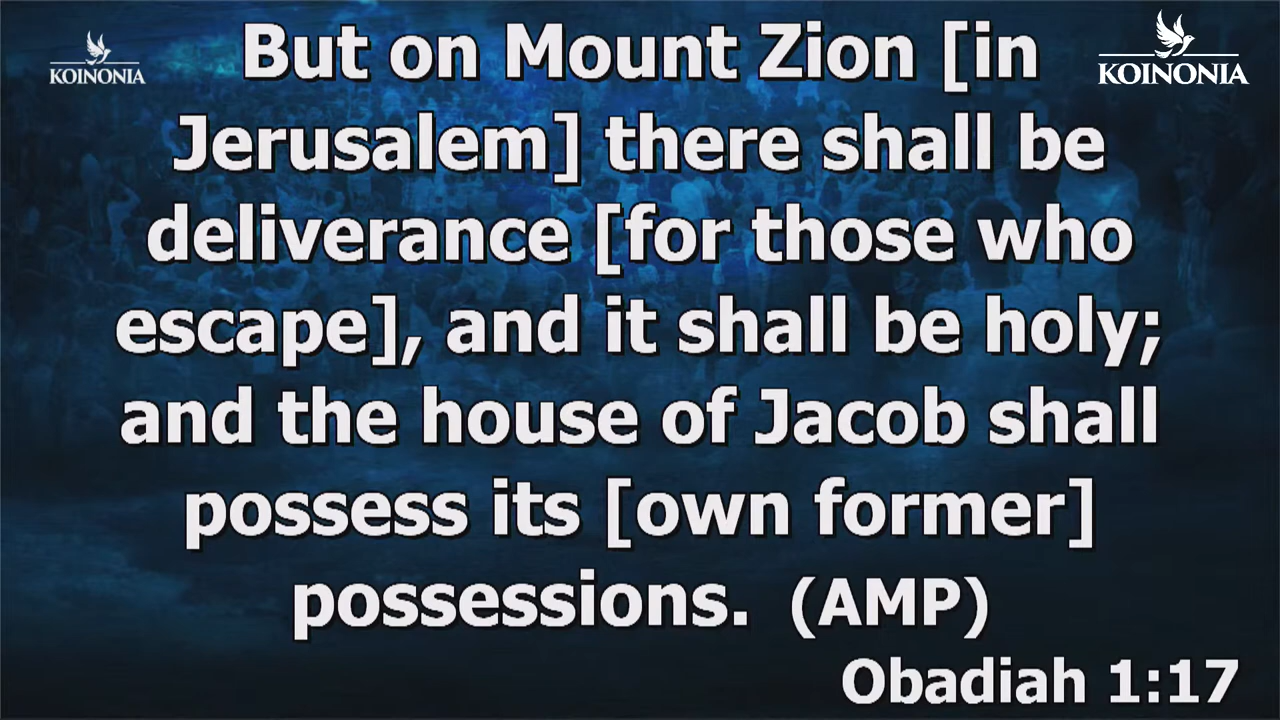 KOINONIA
KOINONIA
But on Mount Zion [in
Jerusalem] there shall be
deliverance [for those who
escape], and it shall be holy;
and the house of Jacob shall
possess its [own former]
possessions. (AMP)
Obadiah 1:17